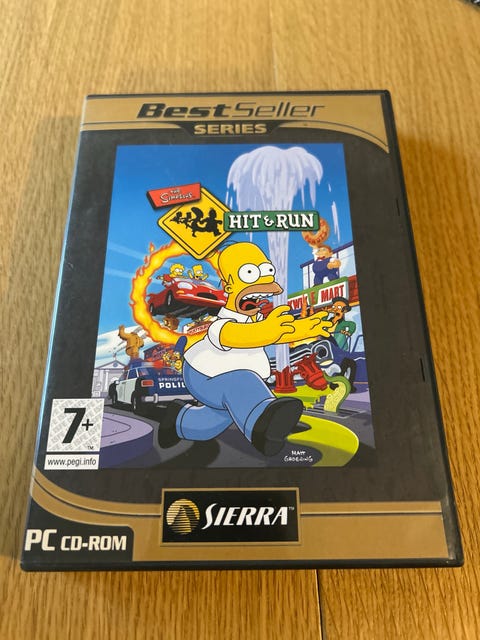 BestSeller
SERIES
THE
SIMPSONS
HIT & RUN
KWIK E MART
SPRINGFIELD
POLICE
MATT
GROENING
7+
www.pegi.info
SIERRA™
PC CD-ROM